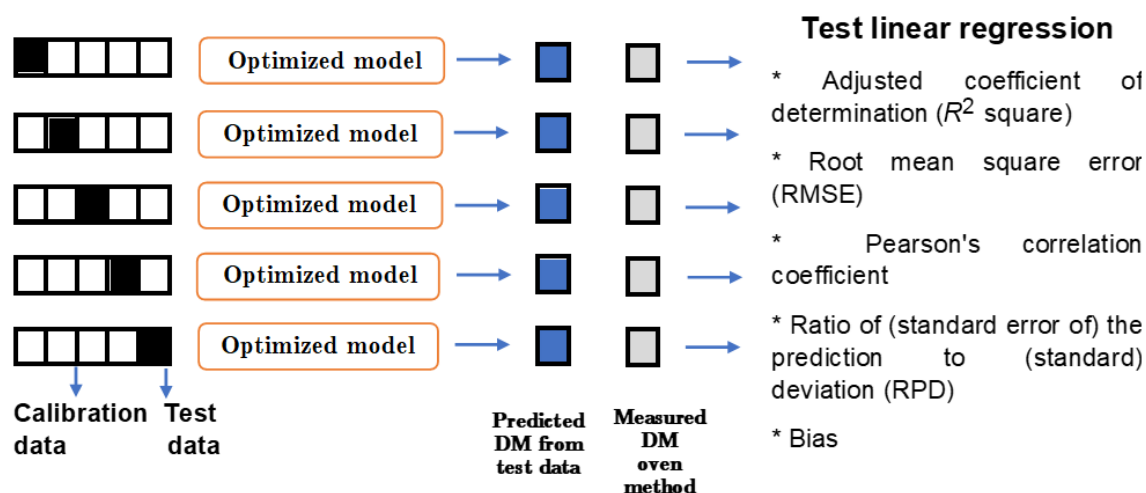 Optimized model
Optimized model
Optimized model
Optimized model
Optimized model
Calibration
data
Test
data
Predicted
DM from
test data
Measured
DM
oven
method
Test linear regression
* Adjusted coefficient of
determination (R² square)
* Root mean square error
(RMSE)
* Pearson's correlation
coefficient
* Ratio of (standard error of) the
prediction to (standard)
deviation (RPD)
* Bias